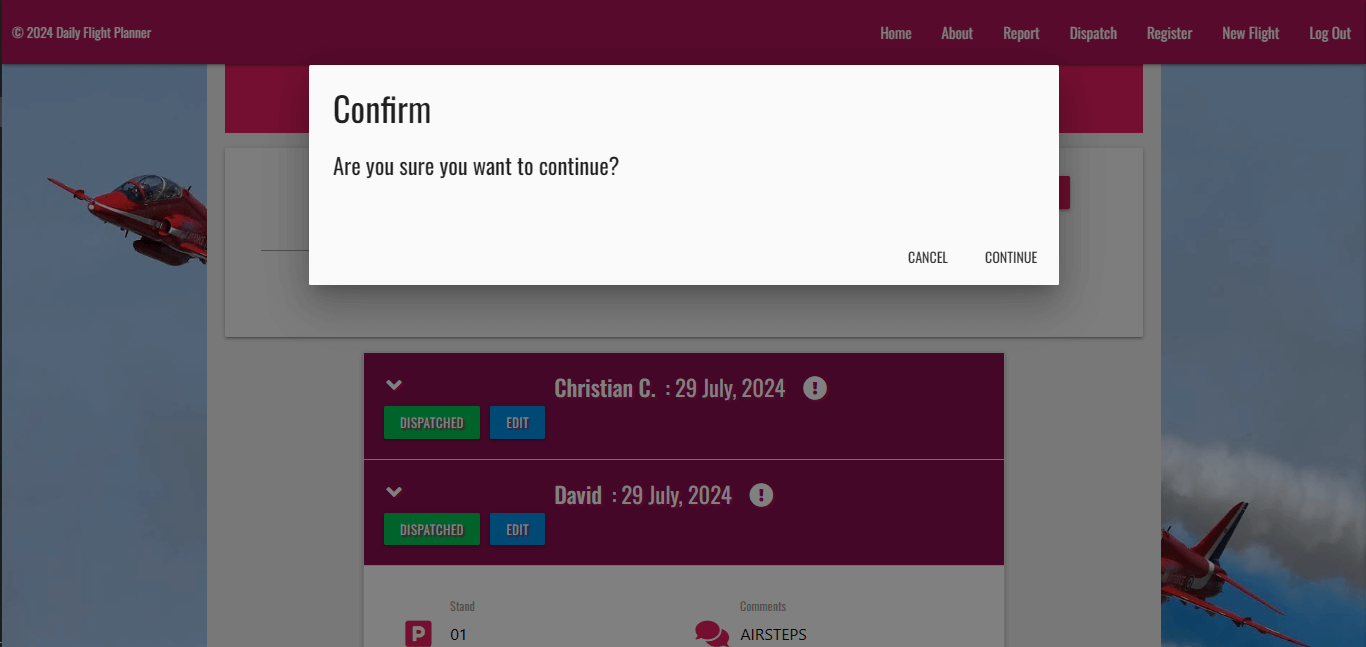 © 2024 Daily Flight Planner
Home About Report Dispatch Register New Flight Log Out
Confirm
Are you sure you want to continue?
CANCEL CONTINUE
Christian C. : 29 July, 2024
DISPATCHED EDIT
David : 29 July, 2024
DISPATCHED EDIT
Stand Comments
P 01 AIRSTEPS